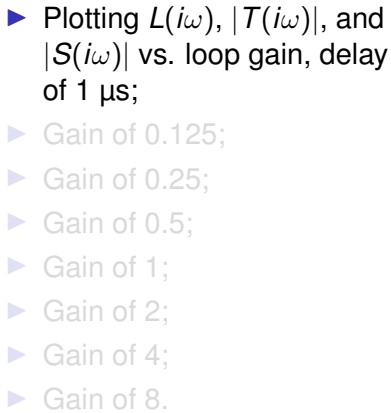 ▶ Plotting L(iω), |T(iω)|, and
|S(iω)| vs. loop gain, delay
of 1 µs;
▶ Gain of 0.125;
▶ Gain of 0.25;
▶ Gain of 0.5;
▶ Gain of 1;
▶ Gain of 2;
▶ Gain of 4;
▶ Gain of 8.